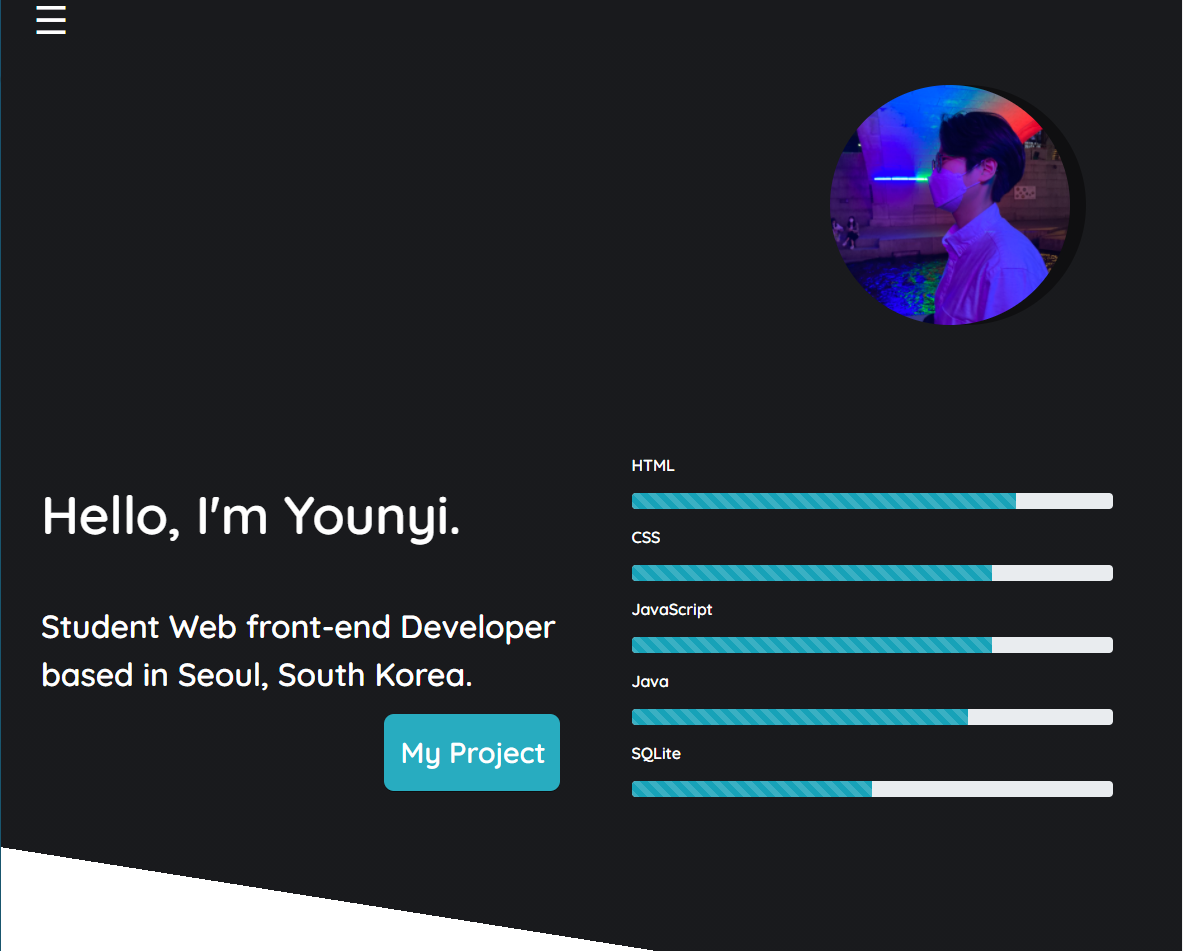 Hello, I'm Younyi.
Student Web front-end Developer
based in Seoul, South Korea.
My Project
HTML
CSS
JavaScript
Java
SQLite